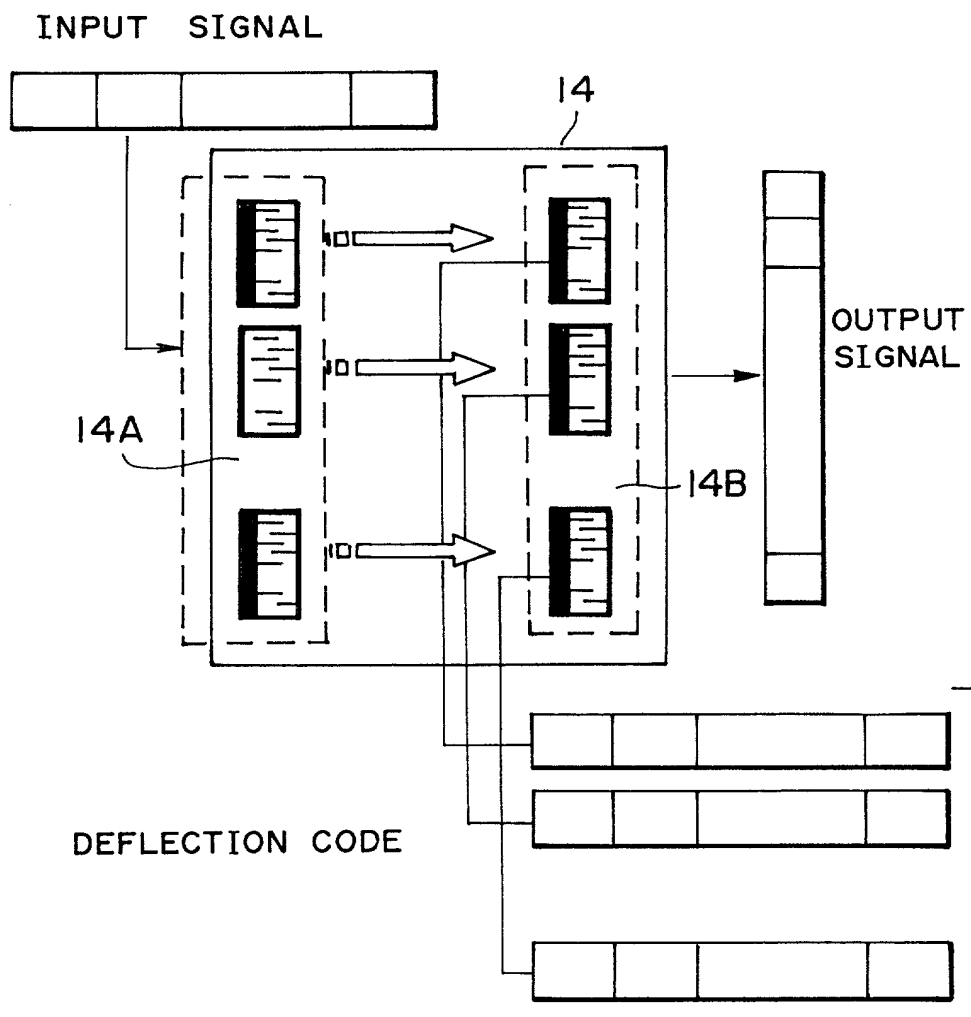 INPUT SIGNAL
14
OUTPUT
SIGNAL
14A
14B
DEFLECTION CODE